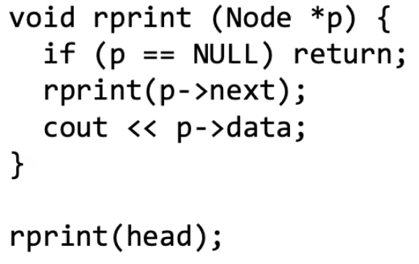 void rprint (Node *p) {
  if (p == NULL) return;
  rprint(p->next);
  cout << p->data;
}

rprint(head);